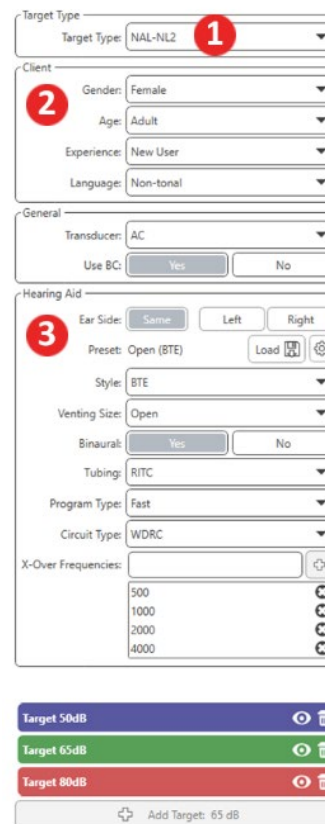 Target Type
Target Type: NAL-NL2 1
Client
2
Gender: Female
Age: Adult
Experience: New User
Language: Non-tonal
General
Transducer: AC
Use BC: Yes No
Hearing Aid
3
Ear Side: Same Left Right
Preset: Open (BTE) Load
Style: BTE
Venting Size: Open
Binaural: Yes No
Tubing: RITC
Program Type: Fast
Circuit Type: WDRC
X-Over Frequencies:
500
1000
2000
4000
Target 50dB
Target 65dB
Target 80dB
Add Target: 65 dB